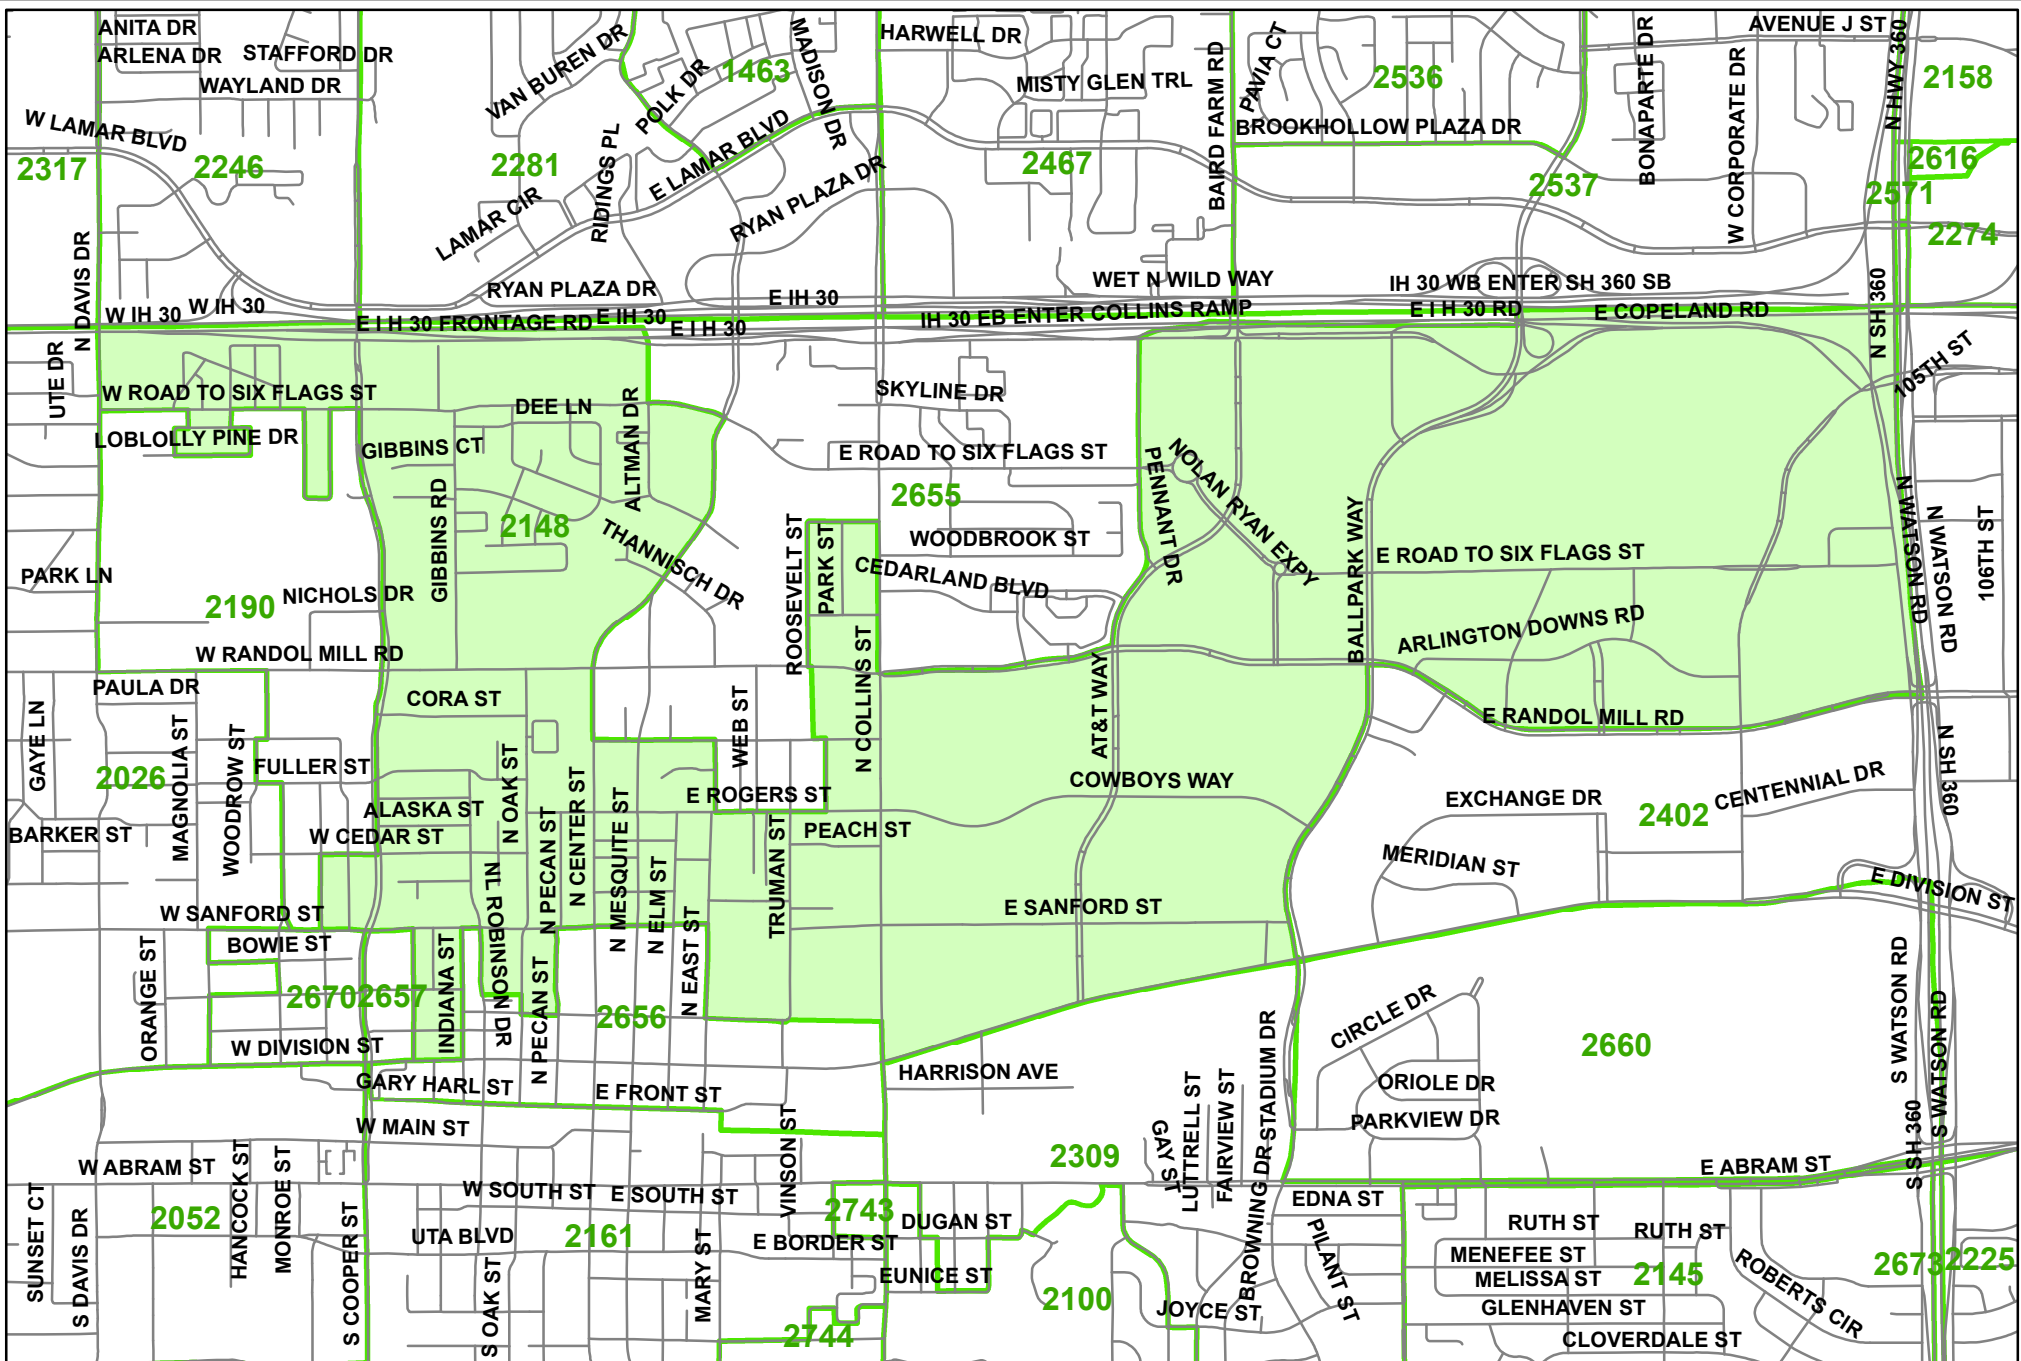 ANITA DR
HARWELL DR
AVENUE J ST
ARLENA DR
STAFFORD DR
VAN BUREN DR
MADISON DR
BAIRD FARM RD
PAVIA CT
BONAPARTE DR
W CORPORATE DR
N HWY 360
WAYLAND DR
POLK DR
1463
MISTY GLEN TRL
2536
2158
W LAMAR BLVD
BROOKHOLLOW PLAZA DR
2317
2246
2281
RIDINGS PL
E LAMAR BLVD
2467
2537
2616
2571
LAMAR CIR
RYAN PLAZA DR
2274
N DAVIS DR
RYAN PLAZA DR
WET N WILD WAY
IH 30 WB ENTER SH 360 SB
N SH 360
W IH 30
W IH 30
E IH 30
E I H 30 FRONTAGE RD
E IH 30
E I H 30
IH 30 EB ENTER COLLINS RAMP
E I H 30 RD
E COPELAND RD
UTE DR
W ROAD TO SIX FLAGS ST
DEE LN
ALTMAN DR
SKYLINE DR
105TH ST
LOBLOLLY PINE DR
GIBBINS CT
E ROAD TO SIX FLAGS ST
PENNANT DR
NOLAN RYAN EXPY
GIBBINS RD
2148
2655
BALLPARK WAY
N WATSON RD
N WATSON RD
106TH ST
THANNISCH DR
ROOSEVELT ST
PARK ST
WOODBROOK ST
E ROAD TO SIX FLAGS ST
PARK LN
CEDARLAND BLVD
2190
NICHOLS DR
ARLINGTON DOWNS RD
W RANDOL MILL RD
N COLLINS ST
PAULA DR
CORA ST
WEB ST
AT&T WAY
E RANDOL MILL RD
GAYE LN
MAGNOLIA ST
WOODROW ST
FULLER ST
N OAK ST
N SH 360
2026
COWBOYS WAY
E ROGERS ST
EXCHANGE DR
2402
CENTENNIAL DR
ALASKA ST
N PECAN ST
N CENTER ST
N MESQUITE ST
BARKER ST
W CEDAR ST
TRUMAN ST
PEACH ST
MERIDIAN ST
NL ROBINSON DR
N ELM ST
E DIVISION ST
W SANFORD ST
E SANFORD ST
BOWIE ST
ORANGE ST
INDIANA ST
N PECAN ST
N EAST ST
2670
2657
2656
CIRCLE DR
S WATSON RD
S WATSON RD
2660
W DIVISION ST
STADIUM DR
GARY HARL ST
E FRONT ST
HARRISON AVE
ORIOLE DR
LUTTRELL ST
FAIRVIEW ST
W MAIN ST
VINSON ST
PARKVIEW DR
GAY ST
S SH 360
W ABRAM ST
HANCOCK ST
MONROE ST
2309
E ABRAM ST
SUNSET CT
W SOUTH ST
E SOUTH ST
BROWNING DR
EDNA ST
2052
S DAVIS DR
S COOPER ST
2743
DUGAN ST
PILANT ST
RUTH ST
RUTH ST
UTA BLVD
2161
E BORDER ST
MENEFEE ST
2673
2225
S OAK ST
MARY ST
EUNICE ST
MELISSA ST
2145
ROBERTS CIR
2100
JOYCE ST
GLENHAVEN ST
2744
CLOVERDALE ST